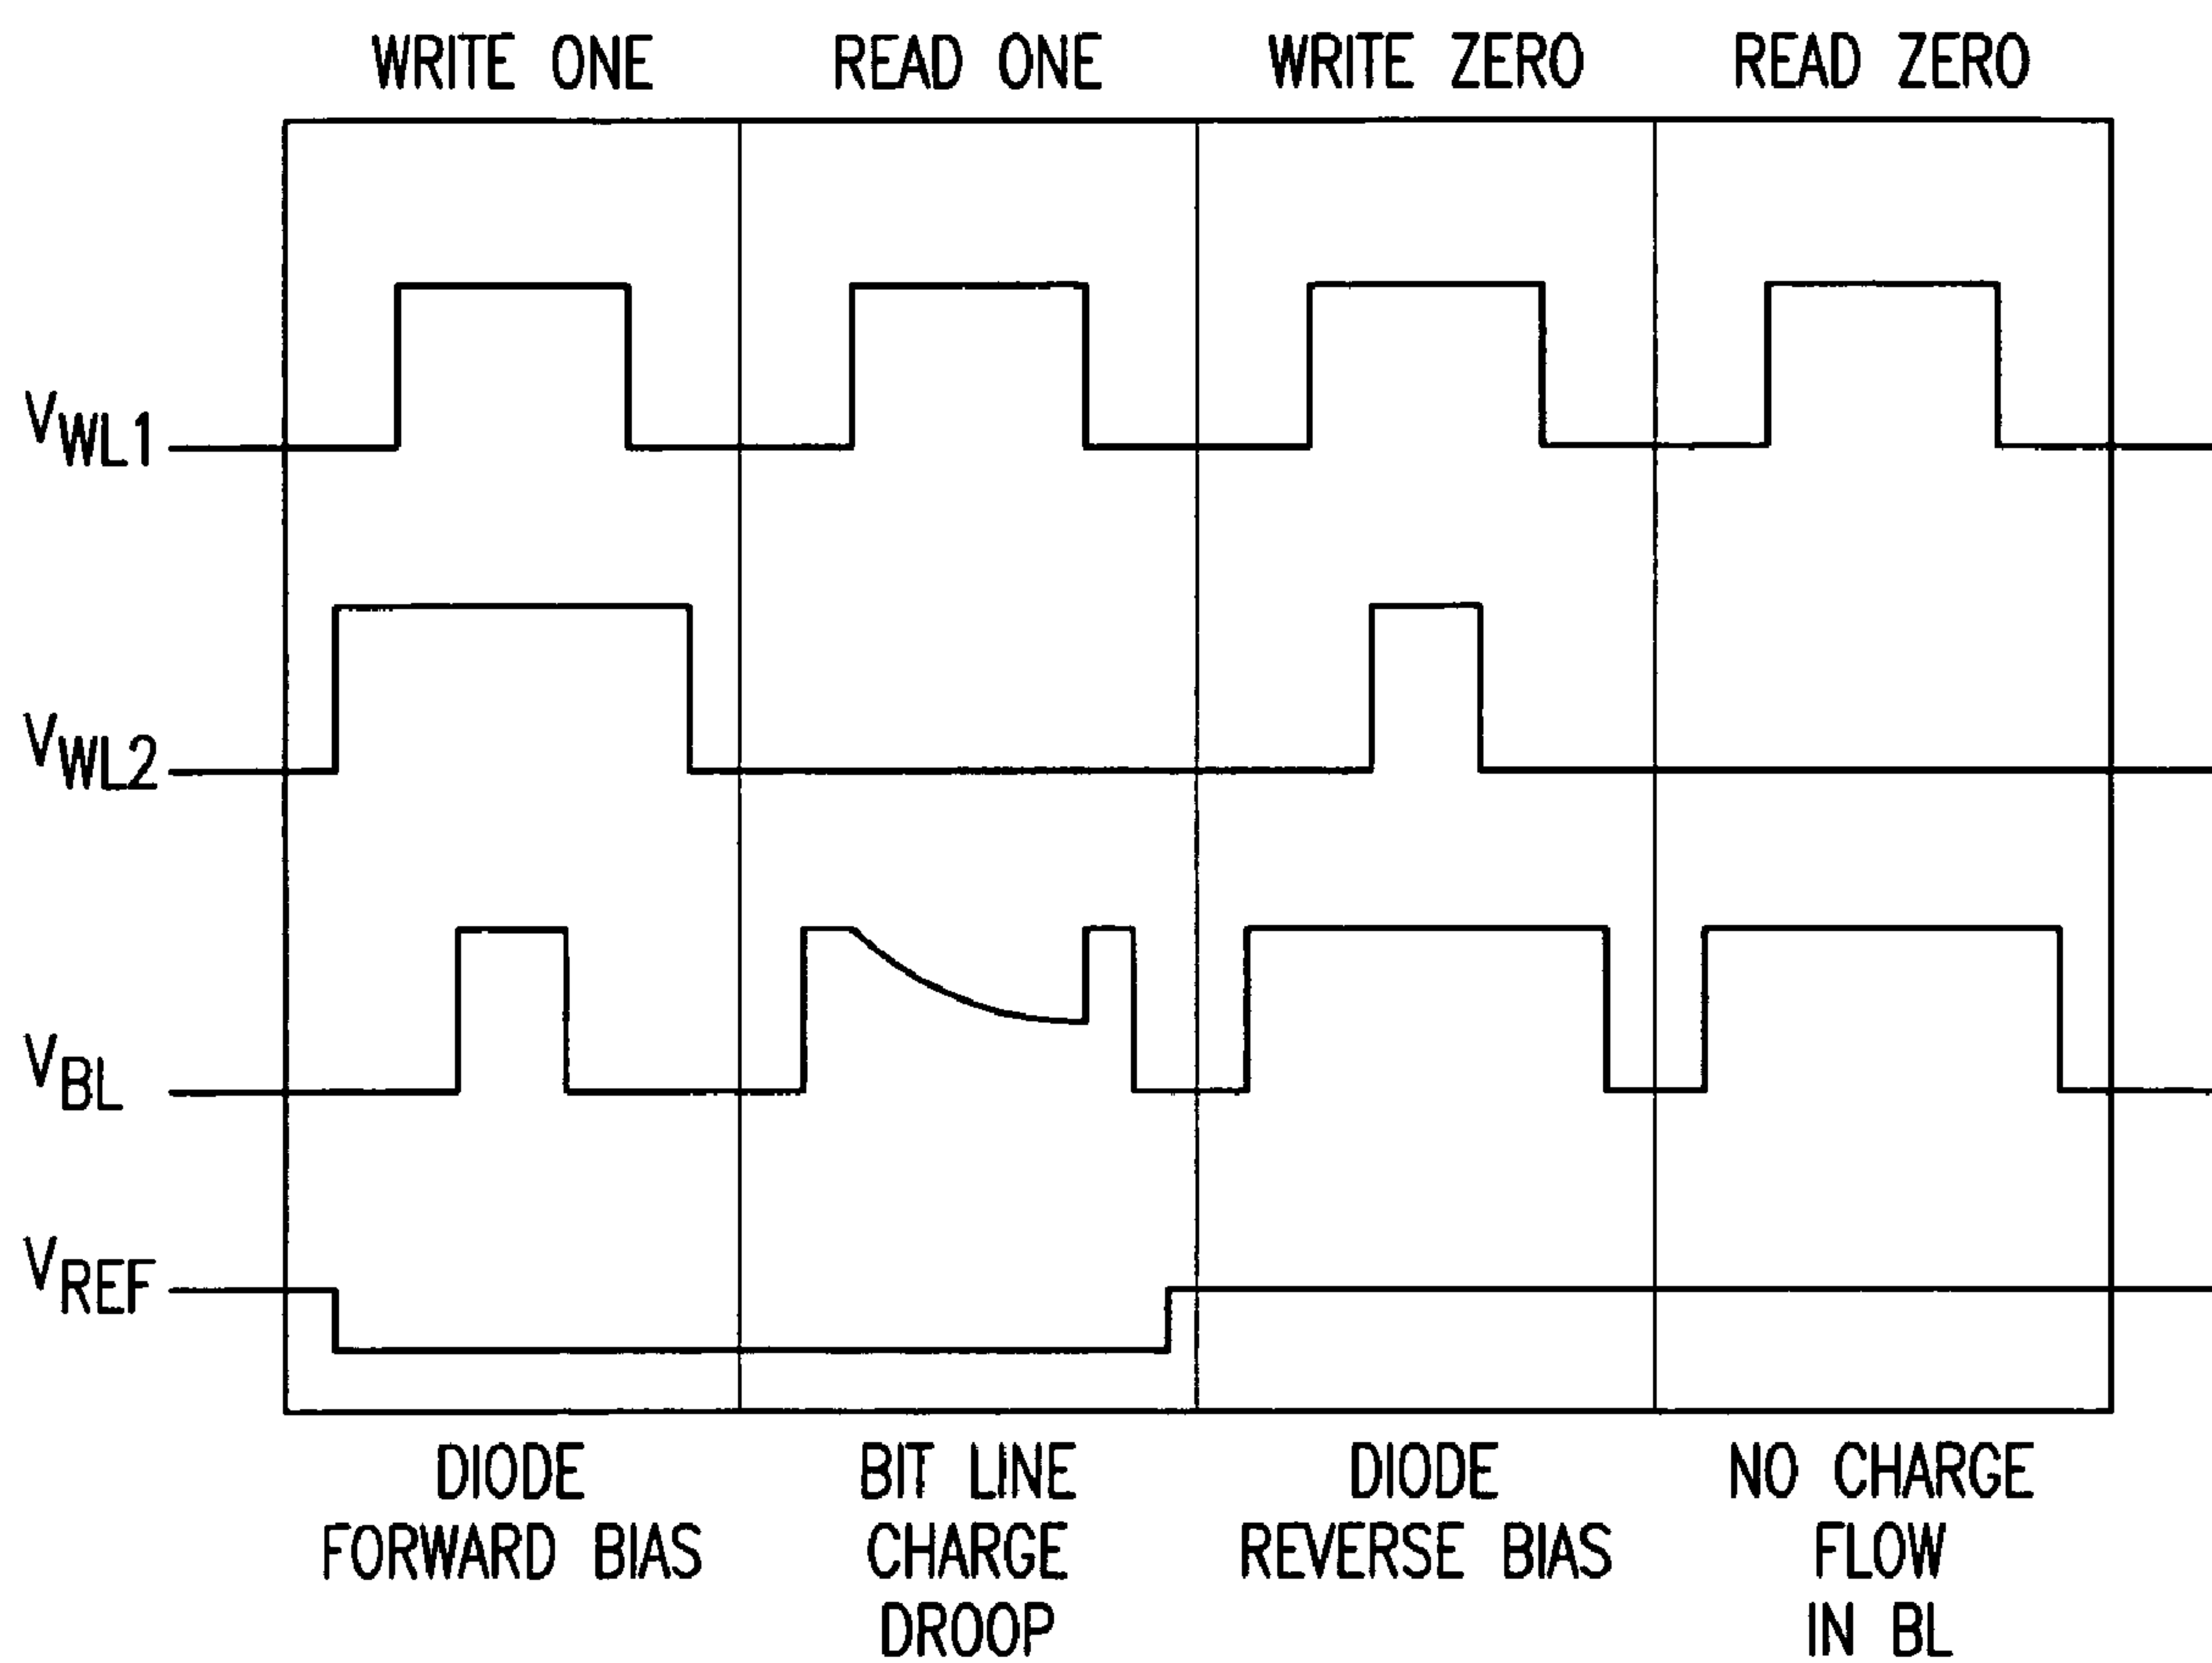 WRITE ONE READ ONE WRITE ZERO READ ZERO
VWL1
VWL2
VBL
VREF
DIODE
FORWARD BIAS
BIT LINE
CHARGE
DROOP
DIODE
REVERSE BIAS
NO CHARGE
FLOW
IN BL